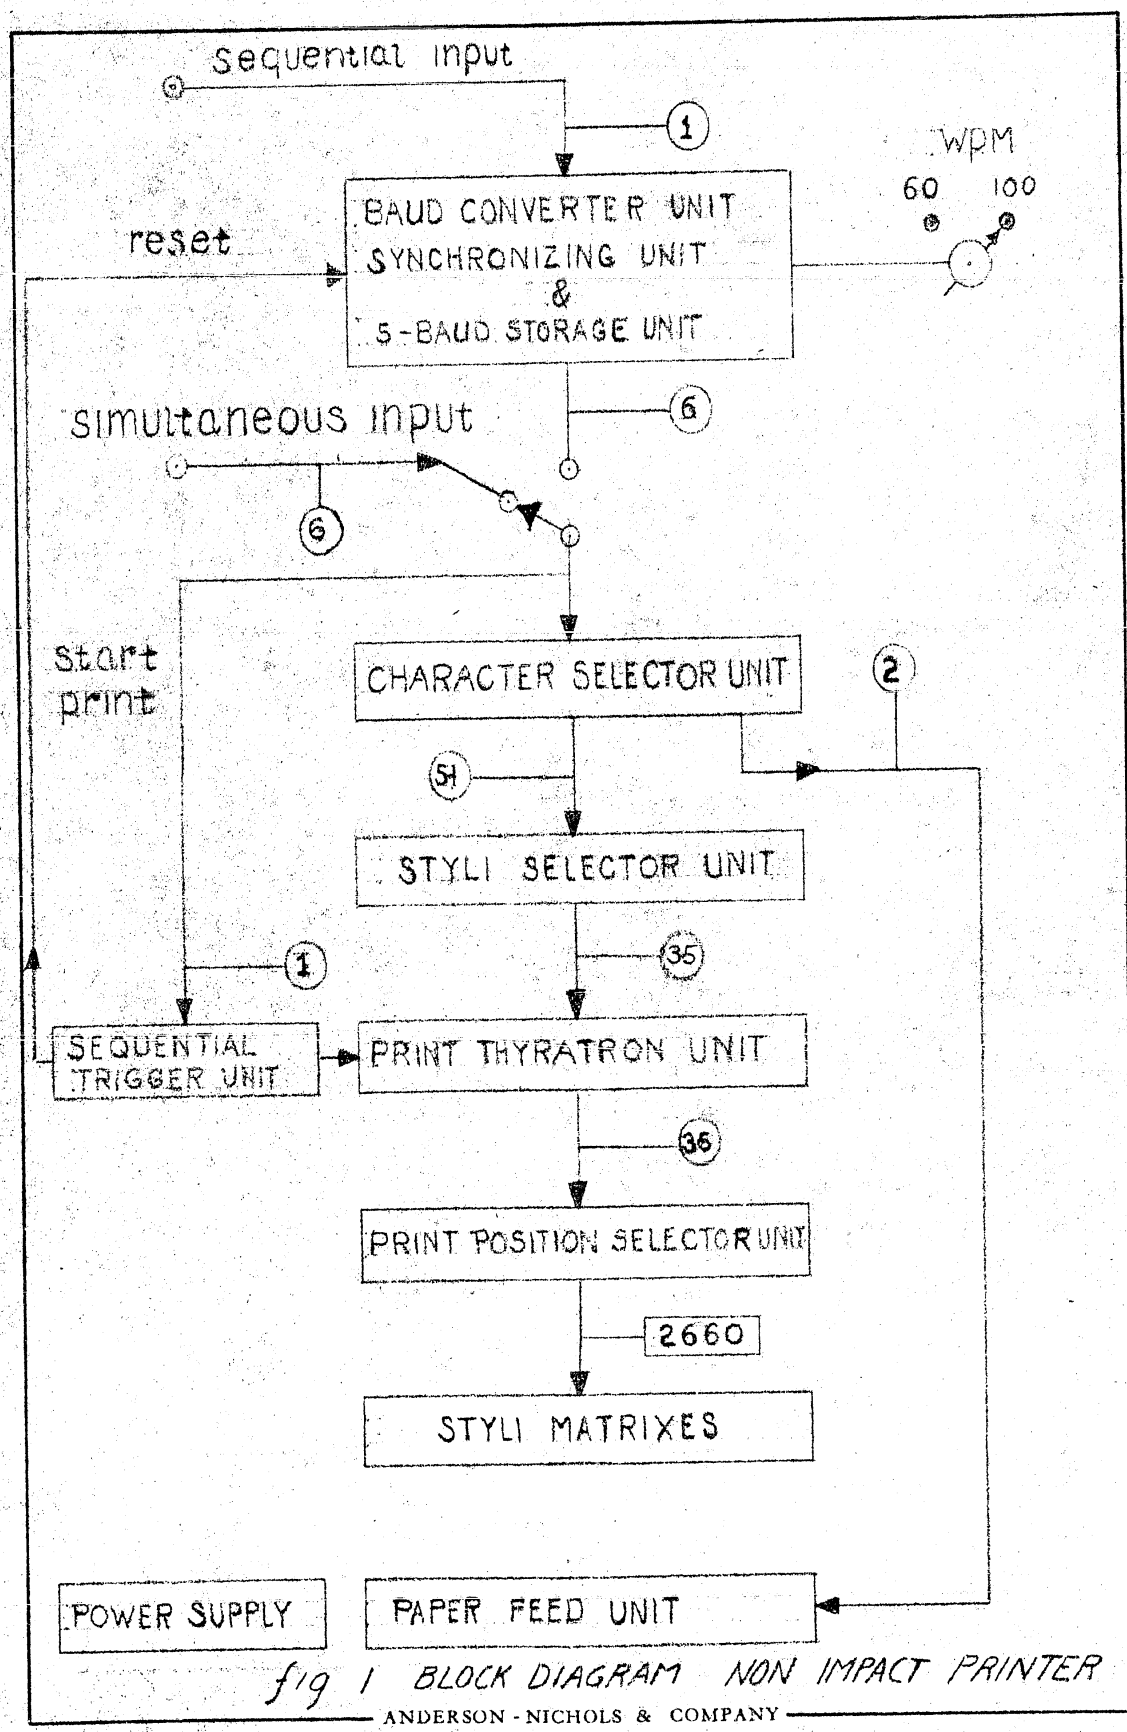 sequential input
1
WPM
60 100
BAUD CONVERTER UNIT
reset
SYNCHRONIZING UNIT
&
5-BAUD STORAGE UNIT
6
simultaneous input
6
start
print
CHARACTER SELECTOR UNIT
2
51
STYLI SELECTOR UNIT
35
1
SEQUENTIAL
TRIGGER UNIT
PRINT THYRATRON UNIT
36
PRINT POSITION SELECTOR UNIT
2660
STYLI MATRIXES
POWER SUPPLY
PAPER FEED UNIT
fig 1 BLOCK DIAGRAM NON IMPACT PRINTER
ANDERSON - NICHOLS & COMPANY